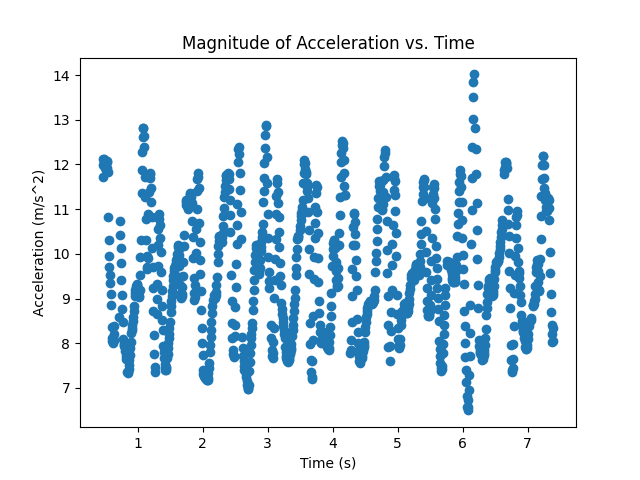 Magnitude of Acceleration vs. Time
Acceleration (m/s^2)
14
13
12
11
10
9
8
7
1 2 3 4 5 6 7
Time (s)